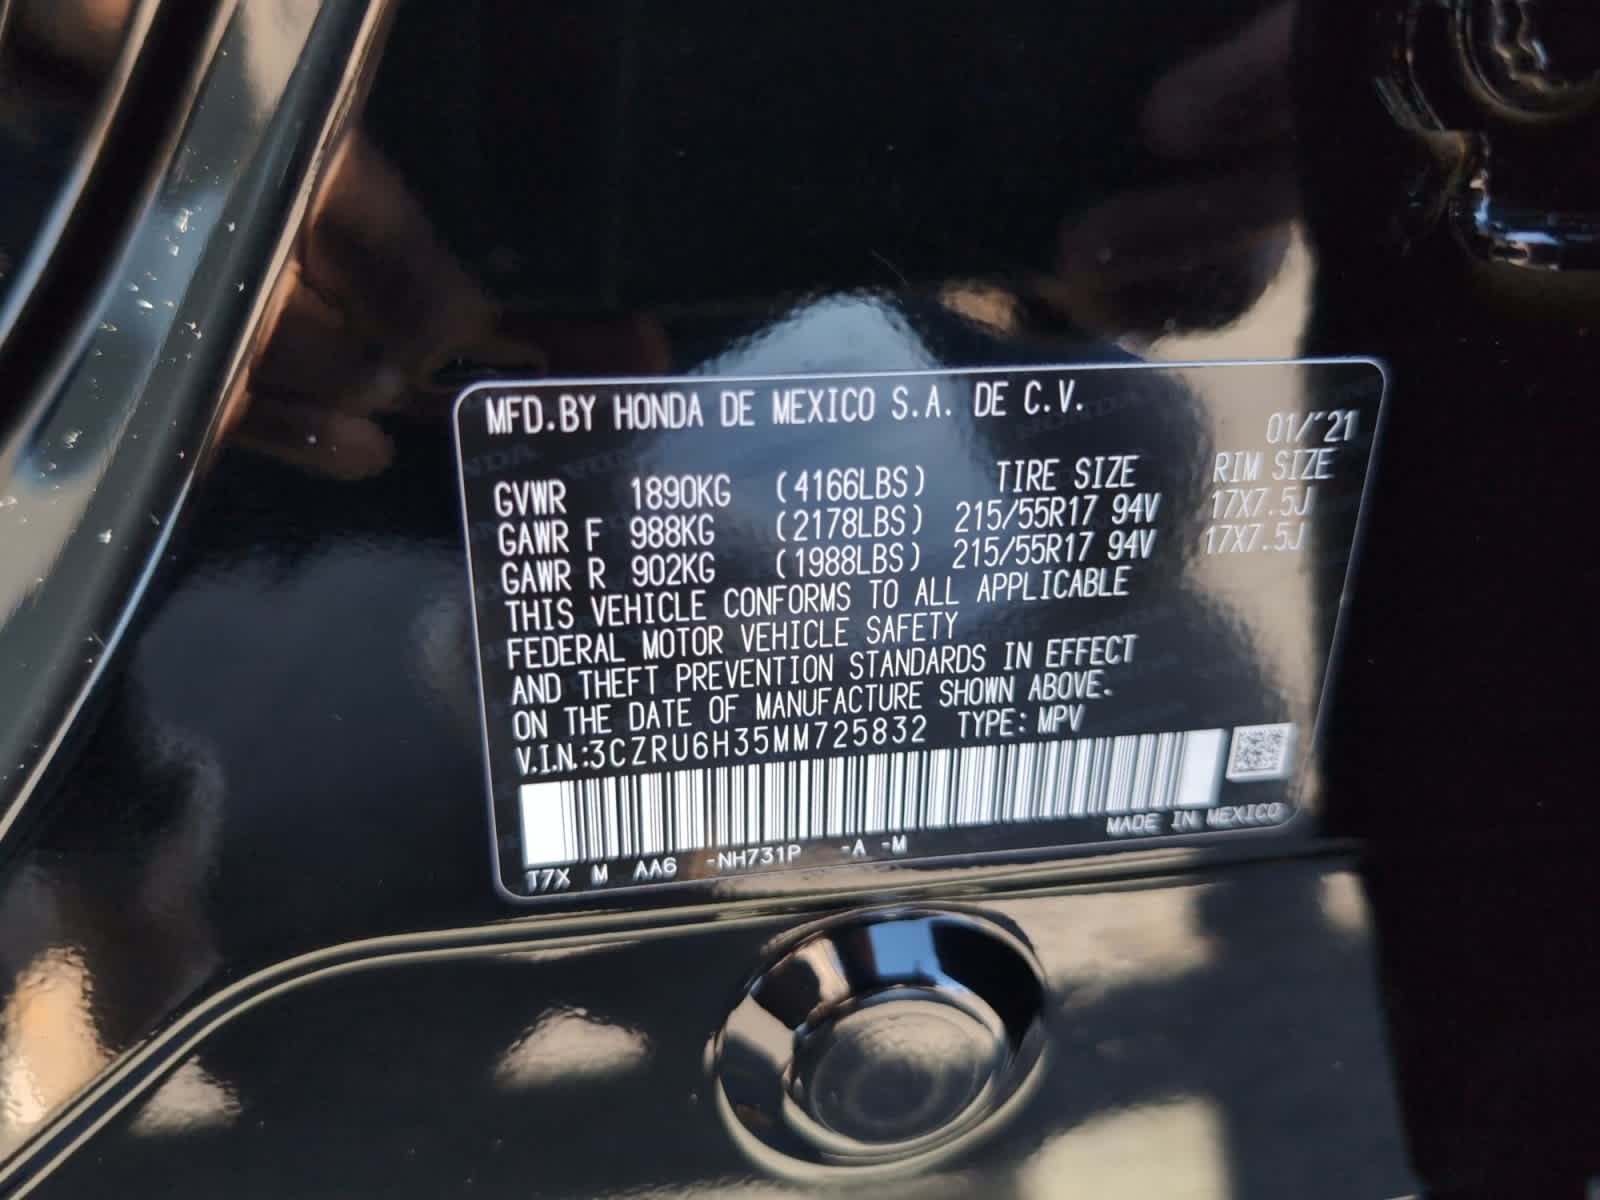 MFD.BY HONDA DE MEXICO S.A. DE C.V.
01/"21
GVWR 1890KG (4166LBS) TIRE SIZE RIM SIZE
GAWR F 988KG (2178LBS) 215/55R17 94V 17X7.5J
GAWR R 902KG (1988LBS) 215/55R17 94V 17X7.5J
THIS VEHICLE CONFORMS TO ALL APPLICABLE
FEDERAL MOTOR VEHICLE SAFETY
AND THEFT PREVENTION STANDARDS IN EFFECT
ON THE DATE OF MANUFACTURE SHOWN ABOVE.
V.I.N.:3CZRU6H35MM725832 TYPE: MPV
MADE IN MEXICO
T7X M AA6 -NH731P -A -M